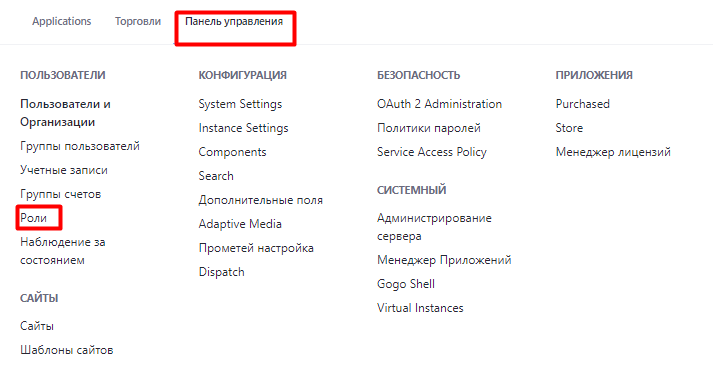 Applications
Торговли
Панель управления
ПОЛЬЗОВАТЕЛИ
Пользователи и
Организации
Группы пользователй
Учетные записи
Группы счетов
Роли
Наблюдение за
состоянием
САЙТЫ
Сайты
Шаблоны сайтов
КОНФИГУРАЦИЯ
System Settings
Instance Settings
Components
Search
Дополнительные поля
Adaptive Media
Прометей настройка
Dispatch
БЕЗОПАСНОСТЬ
OAuth 2 Administration
Политики паролей
Service Access Policy
СИСТЕМНЫЙ
Администрирование
сервера
Менеджер Приложений
Gogo Shell
Virtual Instances
ПРИЛОЖЕНИЯ
Purchased
Store
Менеджер лицензий